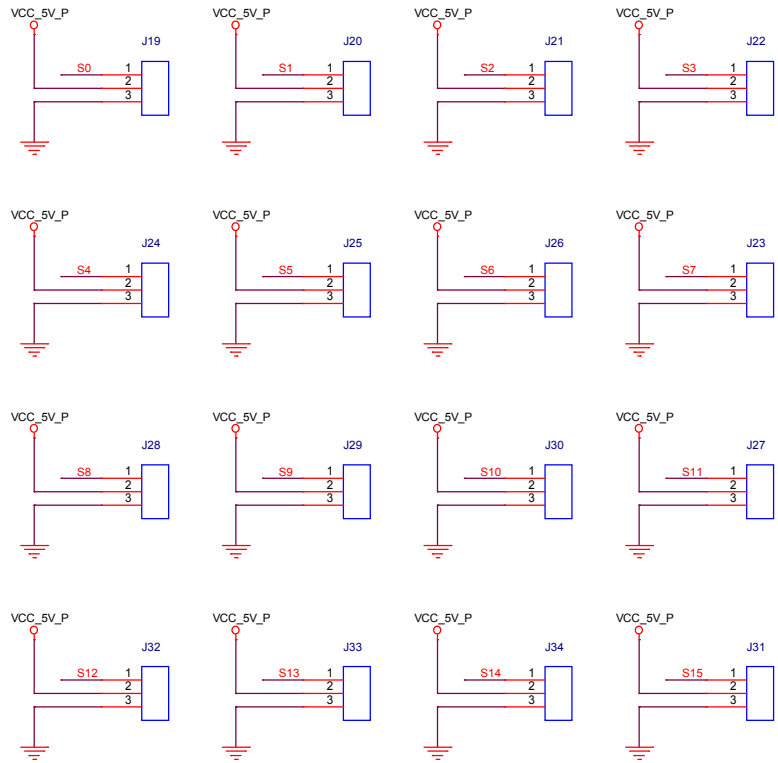 VCC_5V_P VCC_5V_P VCC_5V_P VCC_5V_P
J19 J20 J21 J22
S0 1 S1 1 S2 1 S3 1
2 2 2 2
3 3 3 3
VCC_5V_P VCC_5V_P VCC_5V_P VCC_5V_P
J24 J25 J26 J23
S4 1 S5 1 S6 1 S7 1
2 2 2 2
3 3 3 3
VCC_5V_P VCC_5V_P VCC_5V_P VCC_5V_P
J28 J29 J30 J27
S8 1 S9 1 S10 1 S11 1
2 2 2 2
3 3 3 3
VCC_5V_P VCC_5V_P VCC_5V_P VCC_5V_P
J32 J33 J34 J31
S12 1 S13 1 S14 1 S15 1
2 2 2 2
3 3 3 3